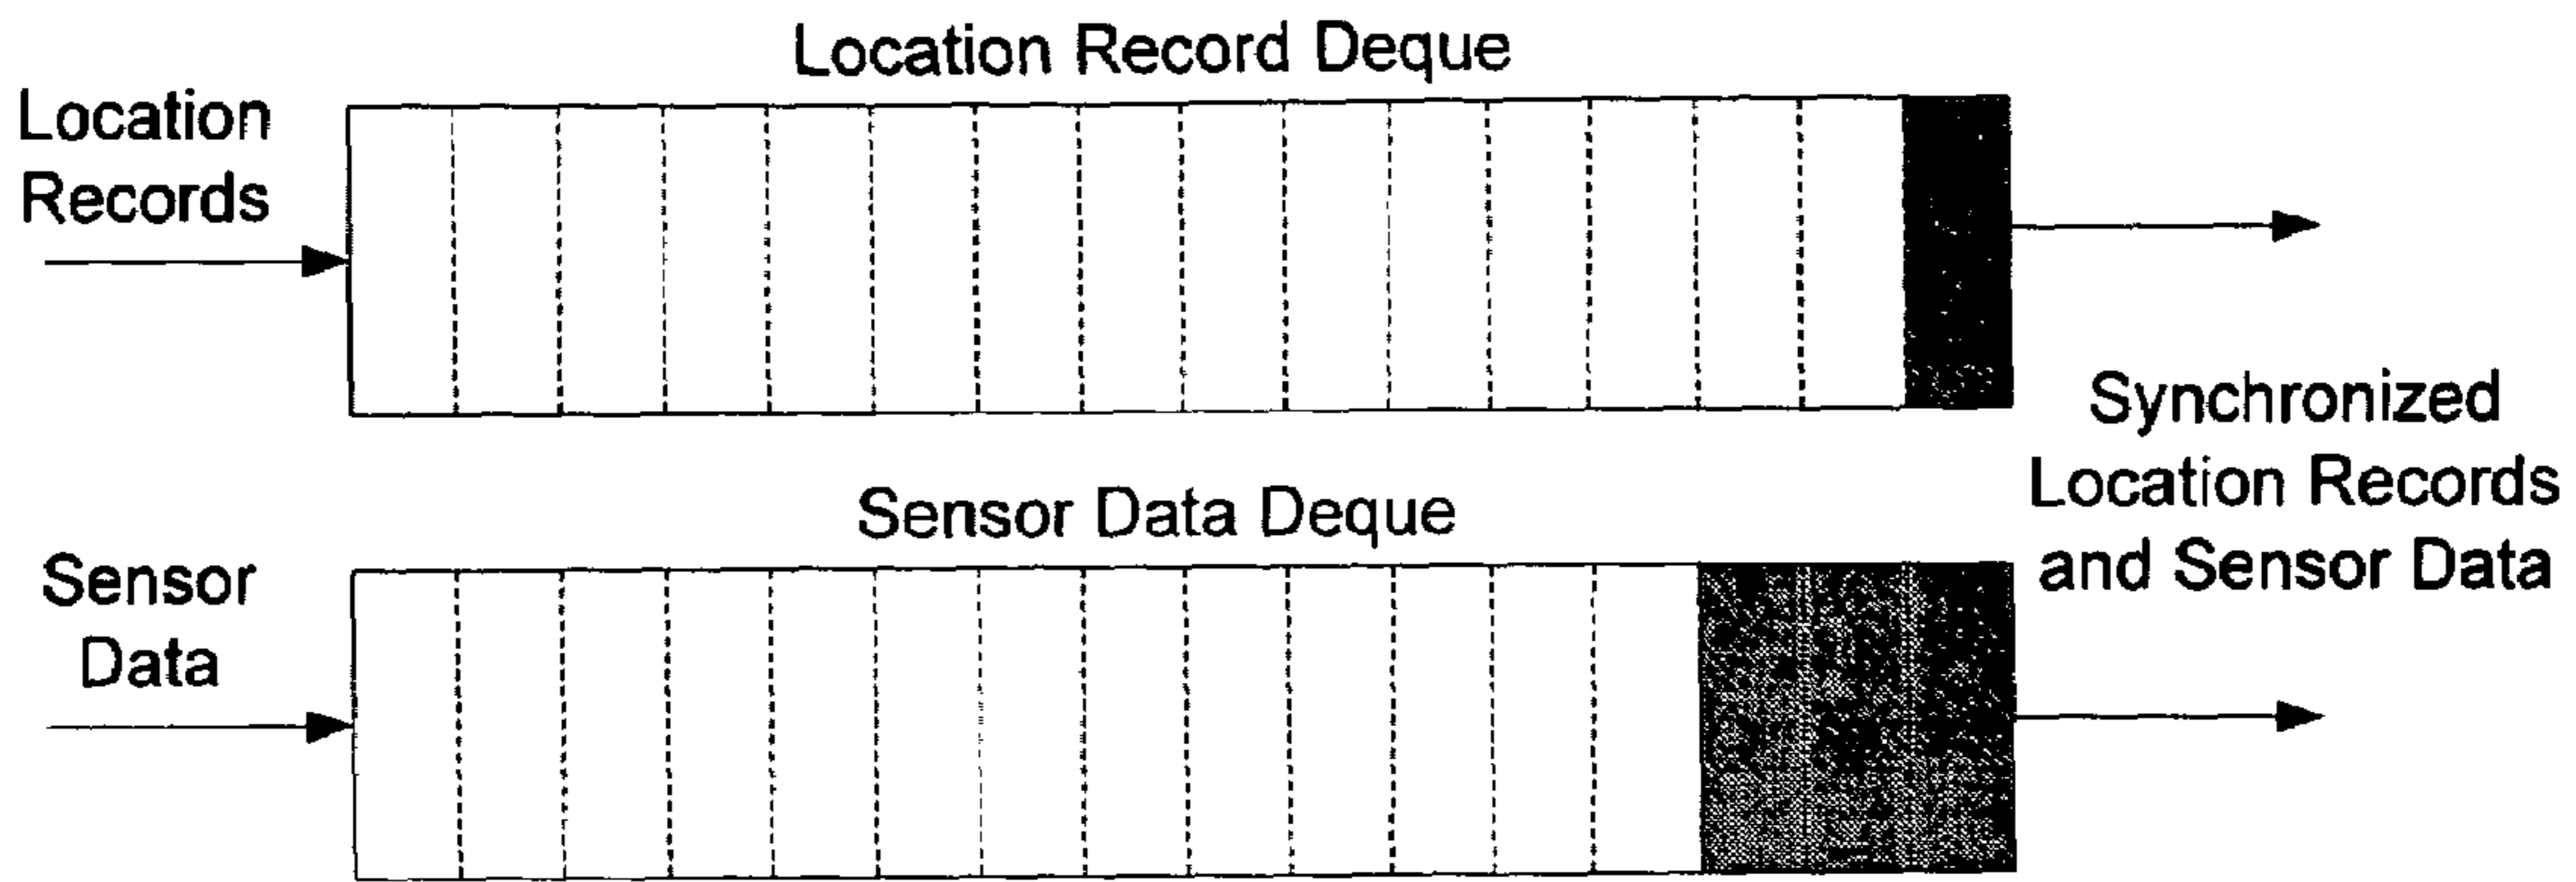 Location Record Deque
Location
Records
Synchronized
Location Records
and Sensor Data
Sensor Data Deque
Sensor
Data